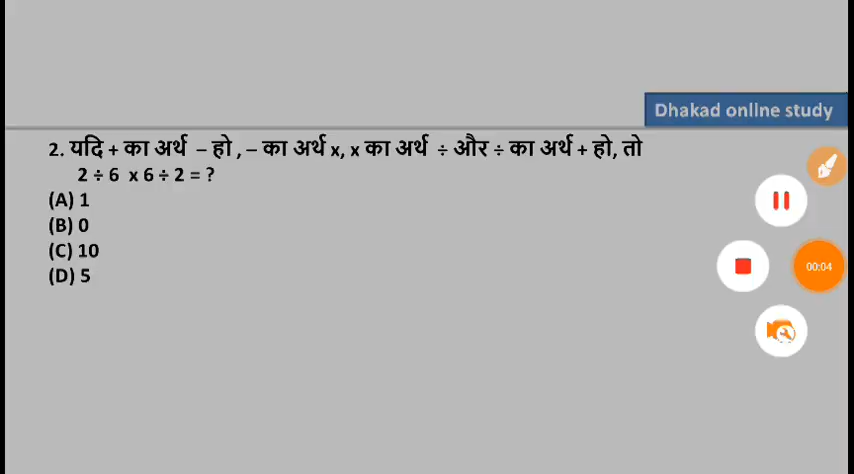 Dhakad online study
2. यदि + का अर्थ – हो , – का अर्थ x, x का अर्थ ÷ और ÷ का अर्थ + हो, तो
2 ÷ 6 x 6 ÷ 2 = ?
(A) 1
(B) 0
(C) 10
(D) 5
00:04